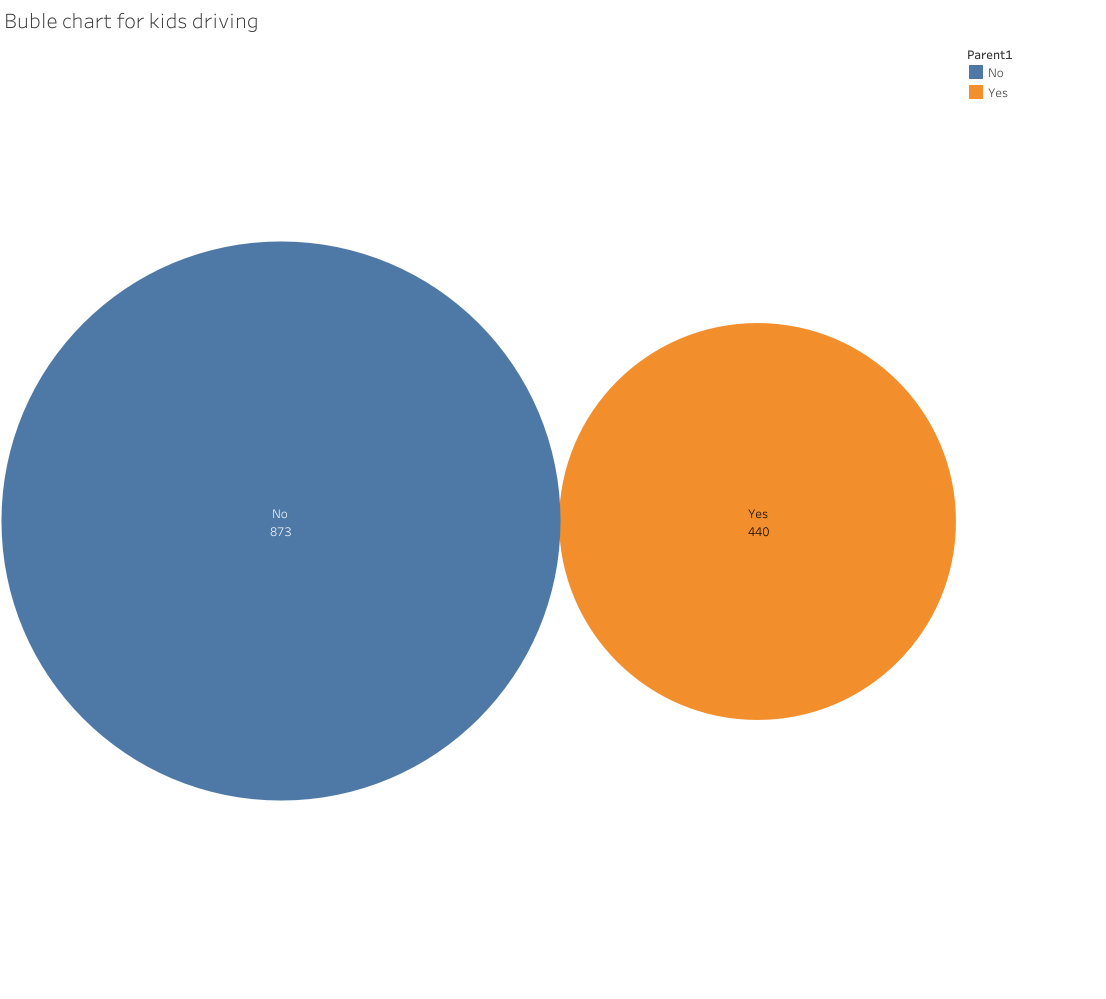 Buble chart for kids driving
Parent1
No
Yes
No
873
Yes
440